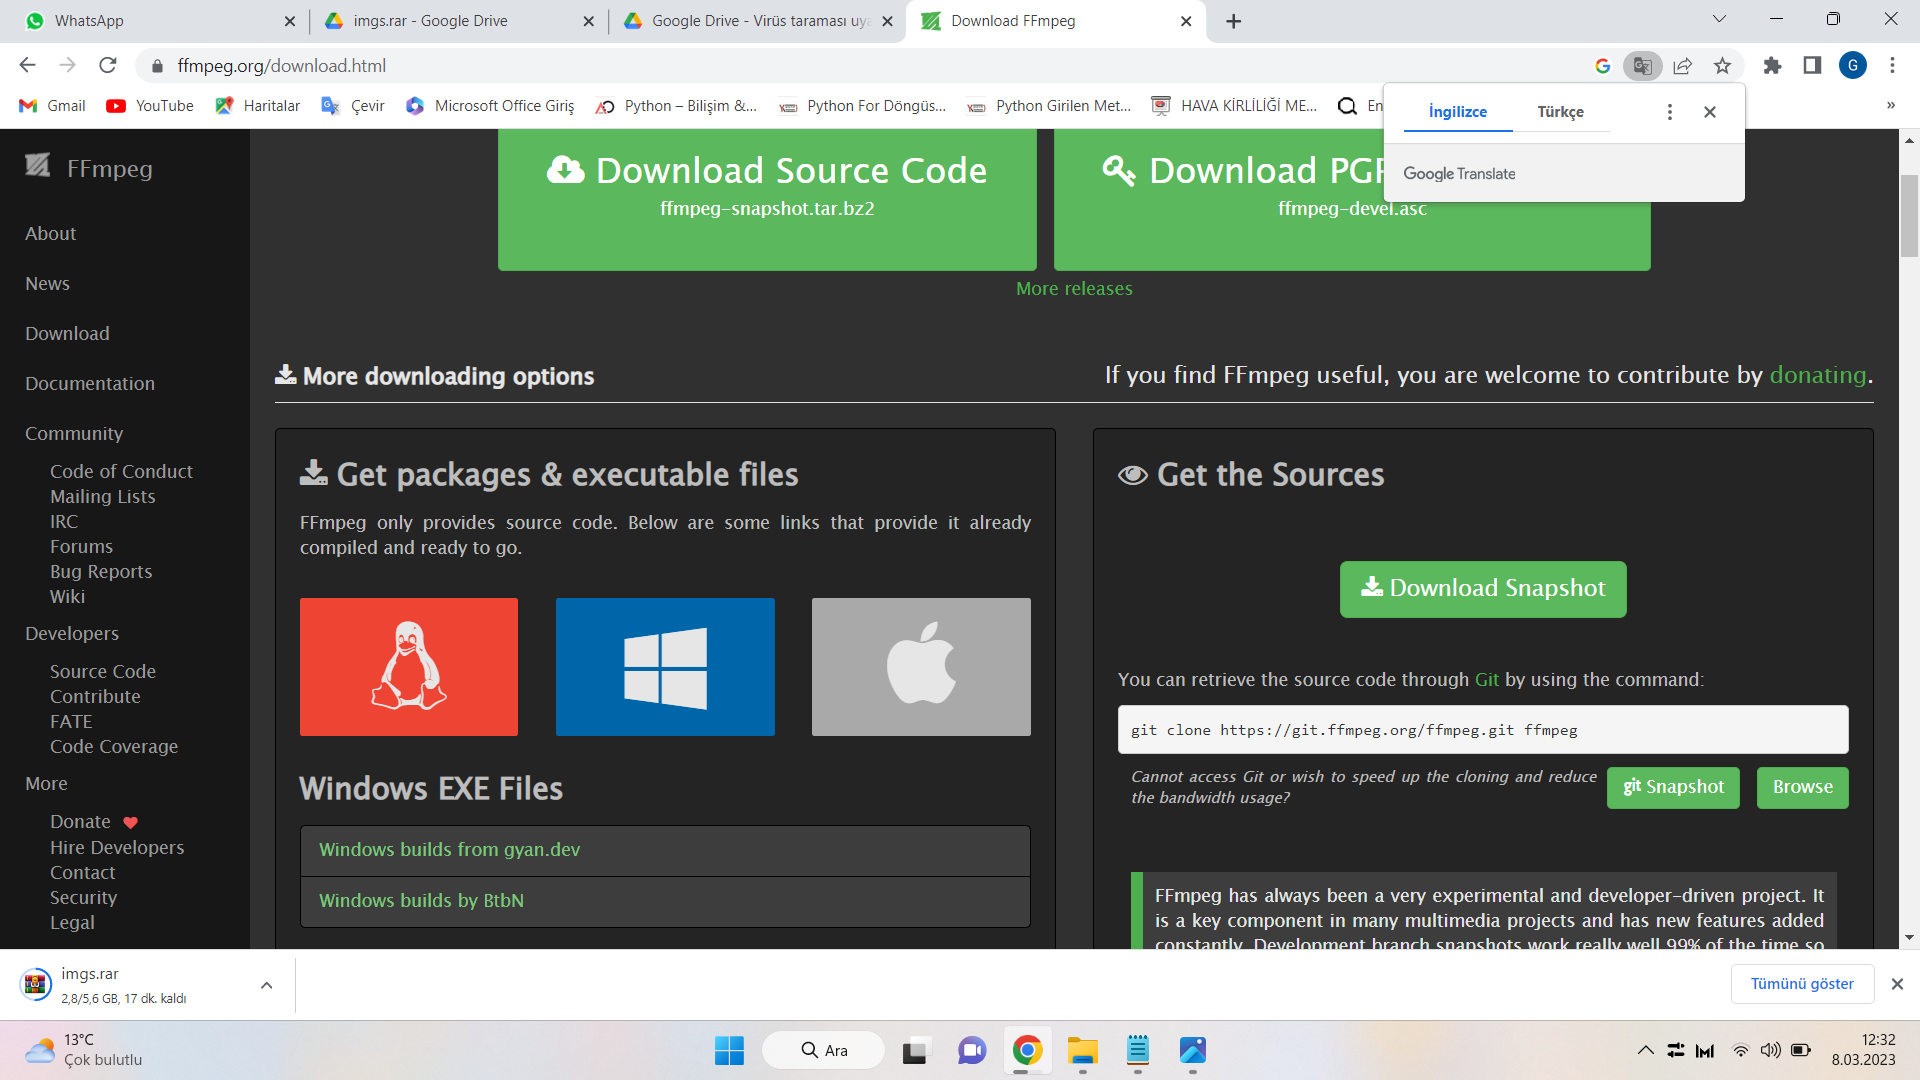 WhatsApp
imgs.rar - Google Drive
Google Drive - Virüs taraması uya
Download FFmpeg
ffmpeg.org/download.html
G
Gmail
YouTube
Haritalar
Çevir
Microsoft Office Giriş
Python – Bilişim &...
Python For Döngüs...
Python Girilen Met...
HAVA KİRLİLİĞİ ME...
En
»
İngilizce
Türkçe
Google Translate
FFmpeg
About
News
Download
Documentation
Community
Code of Conduct
Mailing Lists
IRC
Forums
Bug Reports
Wiki
Developers
Source Code
Contribute
FATE
Code Coverage
More
Donate
Hire Developers
Contact
Security
Legal
Download Source Code
ffmpeg-snapshot.tar.bz2
Download PGP
ffmpeg-devel.asc
More releases
More downloading options
If you find FFmpeg useful, you are welcome to contribute by donating.
Get packages & executable files
FFmpeg only provides source code. Below are some links that provide it already
compiled and ready to go.
Windows EXE Files
Windows builds from gyan.dev
Windows builds by BtbN
Get the Sources
Download Snapshot
You can retrieve the source code through Git by using the command:
git clone https://git.ffmpeg.org/ffmpeg.git ffmpeg
Cannot access Git or wish to speed up the cloning and reduce
the bandwidth usage?
git Snapshot
Browse
FFmpeg has always been a very experimental and developer-driven project. It
is a key component in many multimedia projects and has new features added
constantly. Development branch snapshots work really well 99% of the time so
imgs.rar
2,8/5,6 GB, 17 dk. kaldı
Tümünü göster
13°C
Çok bulutlu
Ara
12:32
8.03.2023